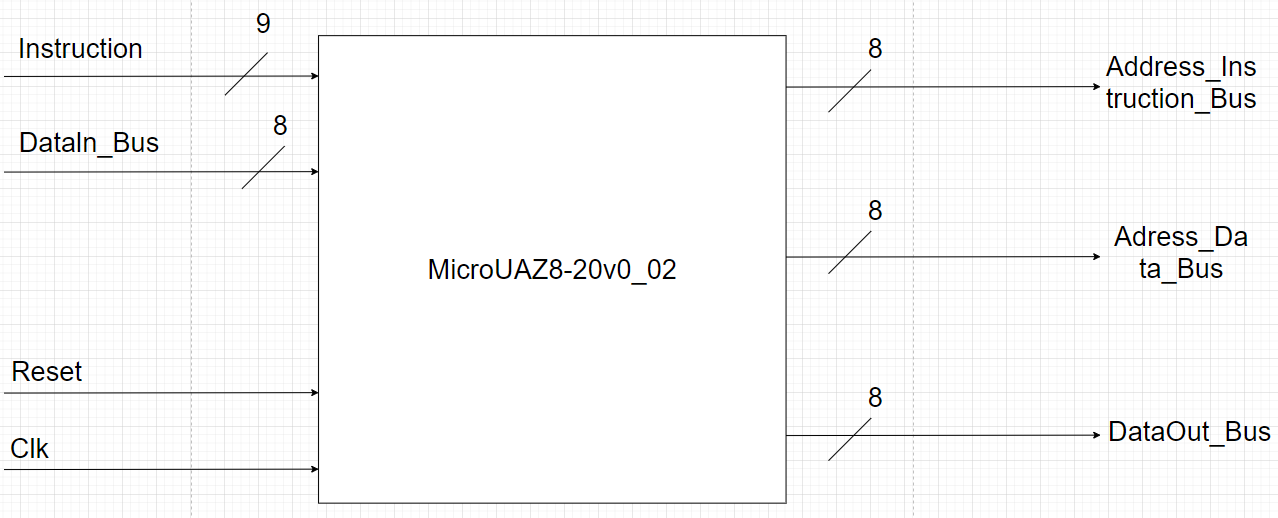 9
Instruction
8
Address_Ins
truction_Bus
8
DataIn_Bus
8
Adress_Da
ta_Bus
MicroUAZ8-20v0_02
Reset
8
DataOut_Bus
Clk